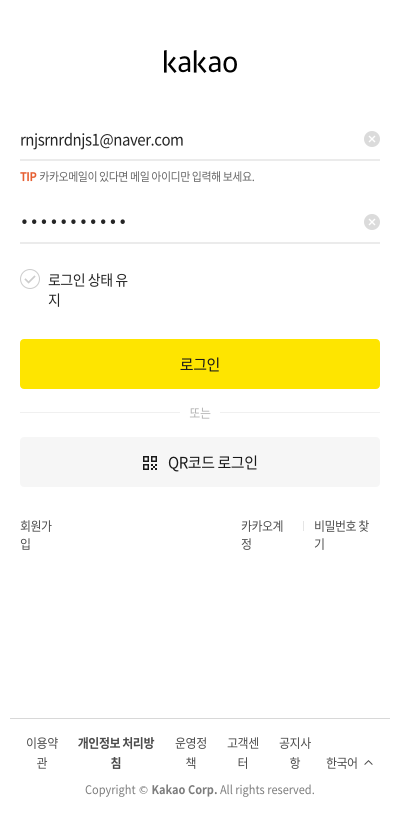 kakao
rnjsrnrdnjs1@naver.com
TIP 카카오메일이 있다면 메일 아이디만 입력해 보세요.
•••••••••••
로그인 상태 유
지
로그인
또는
QR코드 로그인
회원가
입
카카오계
정
비밀번호 찾
기
이용약
관
개인정보 처리방
침
운영정
책
고객센
터
공지사
항
한국어
Copyright © Kakao Corp. All rights reserved.